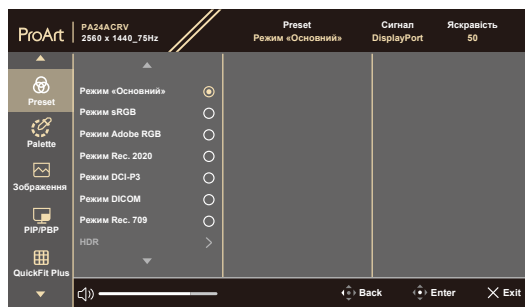 ProArt
PA24ACRV
2560 x 1440_75Hz
Preset
Режим «Основний»
Сигнал
DisplayPort
Яскравість
50
Preset
Palette
Зображення
PIP/PBP
QuickFit Plus
Режим «Основний»
Режим sRGB
Режим Adobe RGB
Режим Rec. 2020
Режим DCI-P3
Режим DICOM
Режим Rec. 709
HDR
Back
Enter
Exit